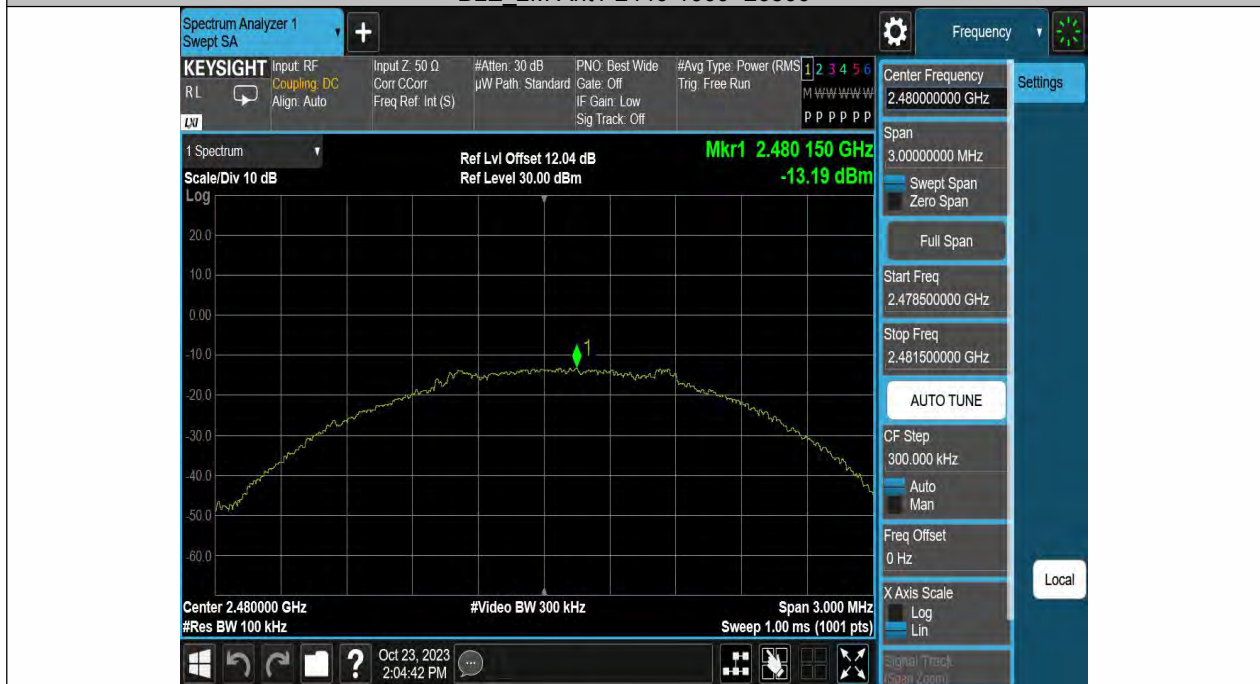 Spectrum Analyzer 1
Swept SA
+
Frequency
KEYSIGHT
RL
LXI
Input: RF
Coupling: DC
Align: Auto
Input Z: 50 Ω
Corr CCorr
Freq Ref: Int (S)
#Atten: 30 dB
µW Path: Standard
PNO: Best Wide
Gate: Off
IF Gain: Low
Sig Track: Off
#Avg Type: Power (RMS
Trig: Free Run
1 2 3 4 5 6
M W W W W W
P P P P P P
1 Spectrum
Scale/Div 10 dB
Log
Ref Lvl Offset 12.04 dB
Ref Level 30.00 dBm
Mkr1 2.480 150 GHz
-13.19 dBm
20.0
10.0
0.00
-10.0
-20.0
-30.0
-40.0
-50.0
-60.0
1
Center 2.480000 GHz
#Res BW 100 kHz
#Video BW 300 kHz
Span 3.000 MHz
Sweep 1.00 ms (1001 pts)
Center Frequency
2.480000000 GHz
Settings
Span
3.00000000 MHz
Swept Span
Zero Span
Full Span
Start Freq
2.478500000 GHz
Stop Freq
2.481500000 GHz
AUTO TUNE
CF Step
300.000 kHz
Auto
Man
Freq Offset
0 Hz
X Axis Scale
Log
Lin
Local
Signal Track
(Span Zoom)
?
Oct 23, 2023
2:04:42 PM